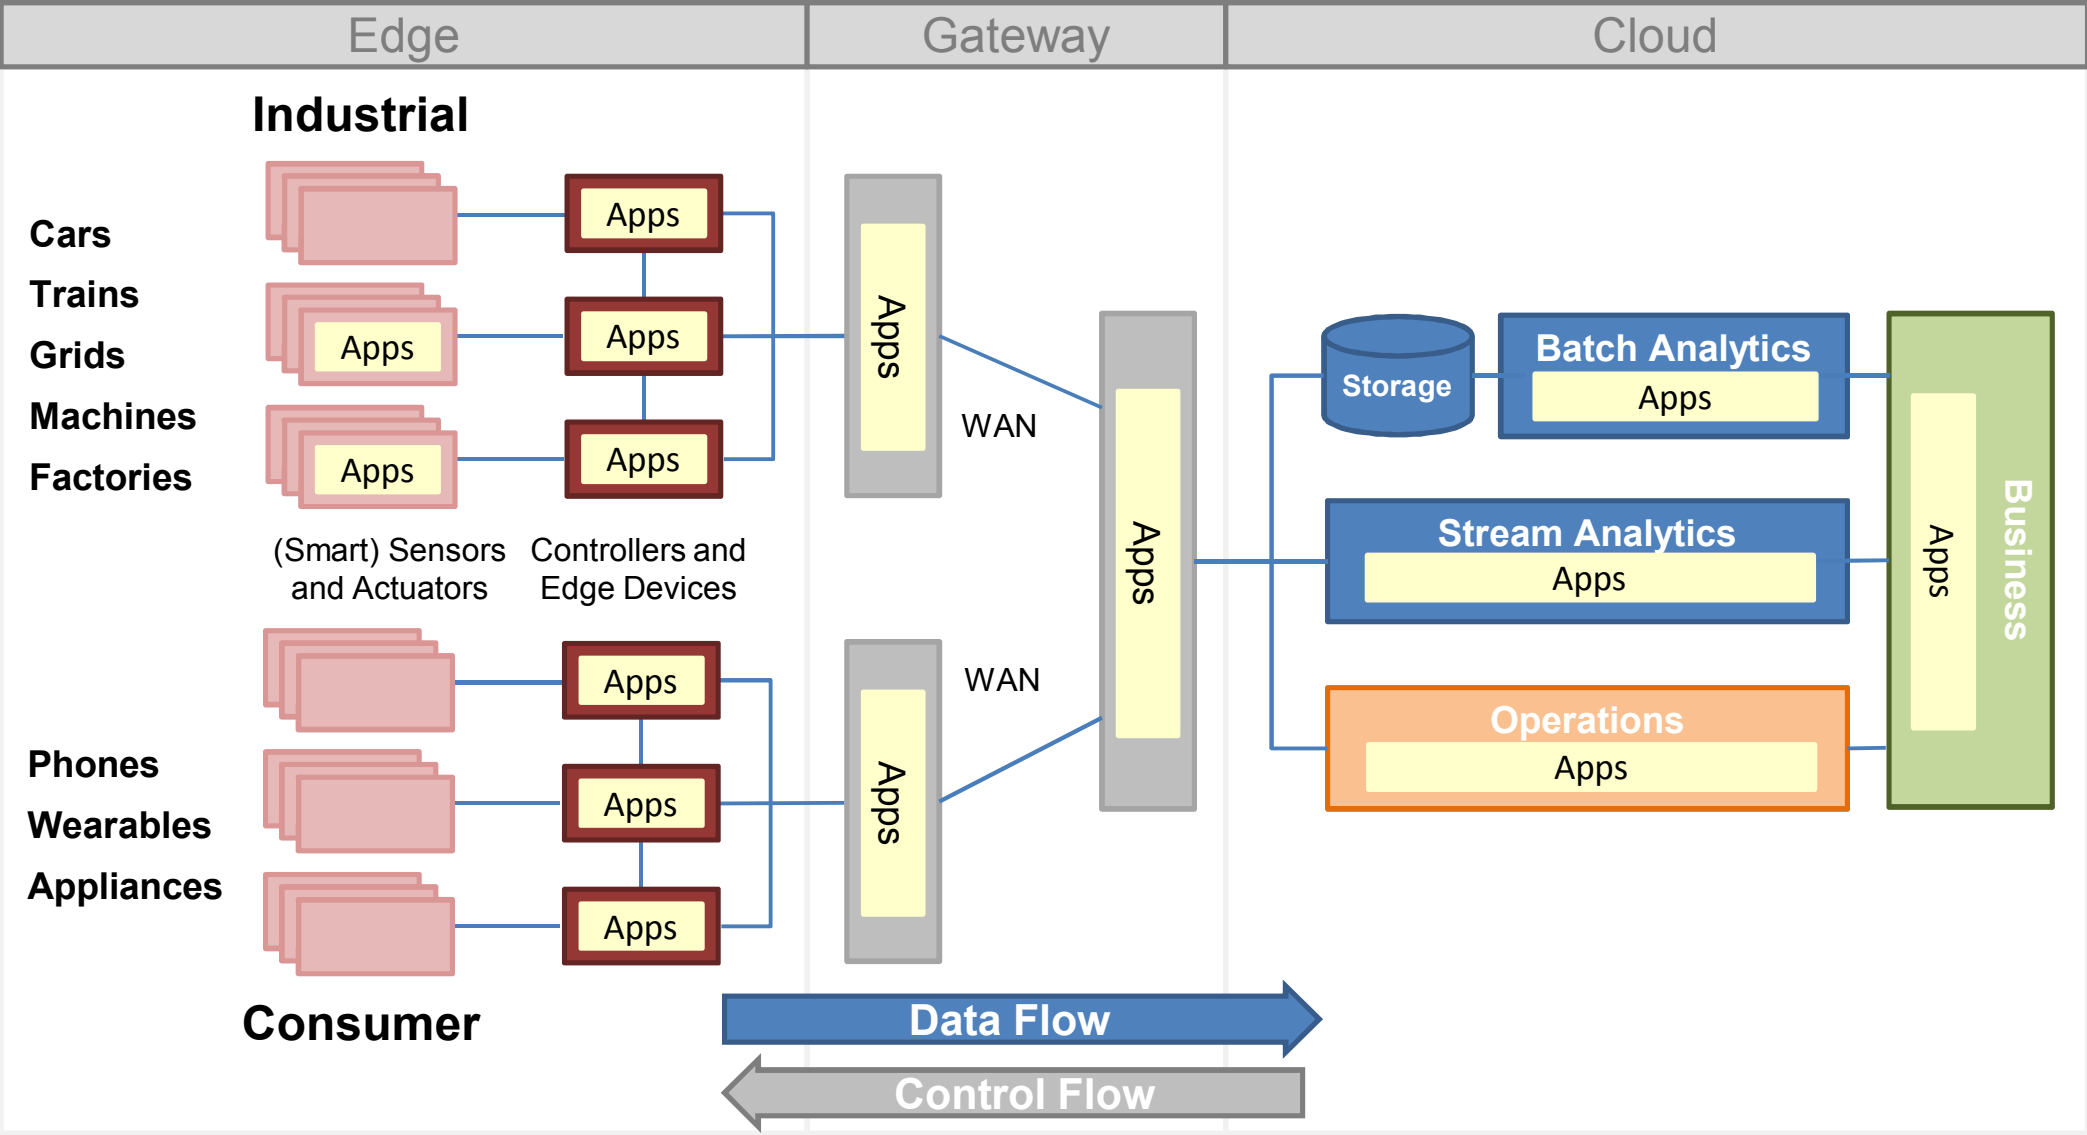 Edge
Gateway
Cloud
Industrial
Cars
Trains
Grids
Machines
Factories
Apps
Apps
Apps
Apps
Apps
(Smart) Sensors
and Actuators
Controllers and
Edge Devices
Phones
Wearables
Appliances
Apps
Apps
Apps
Consumer
Apps
WAN
Apps
WAN
Apps
Storage
Batch Analytics
Apps
Stream Analytics
Apps
Operations
Apps
Apps
Business
Data Flow
Control Flow